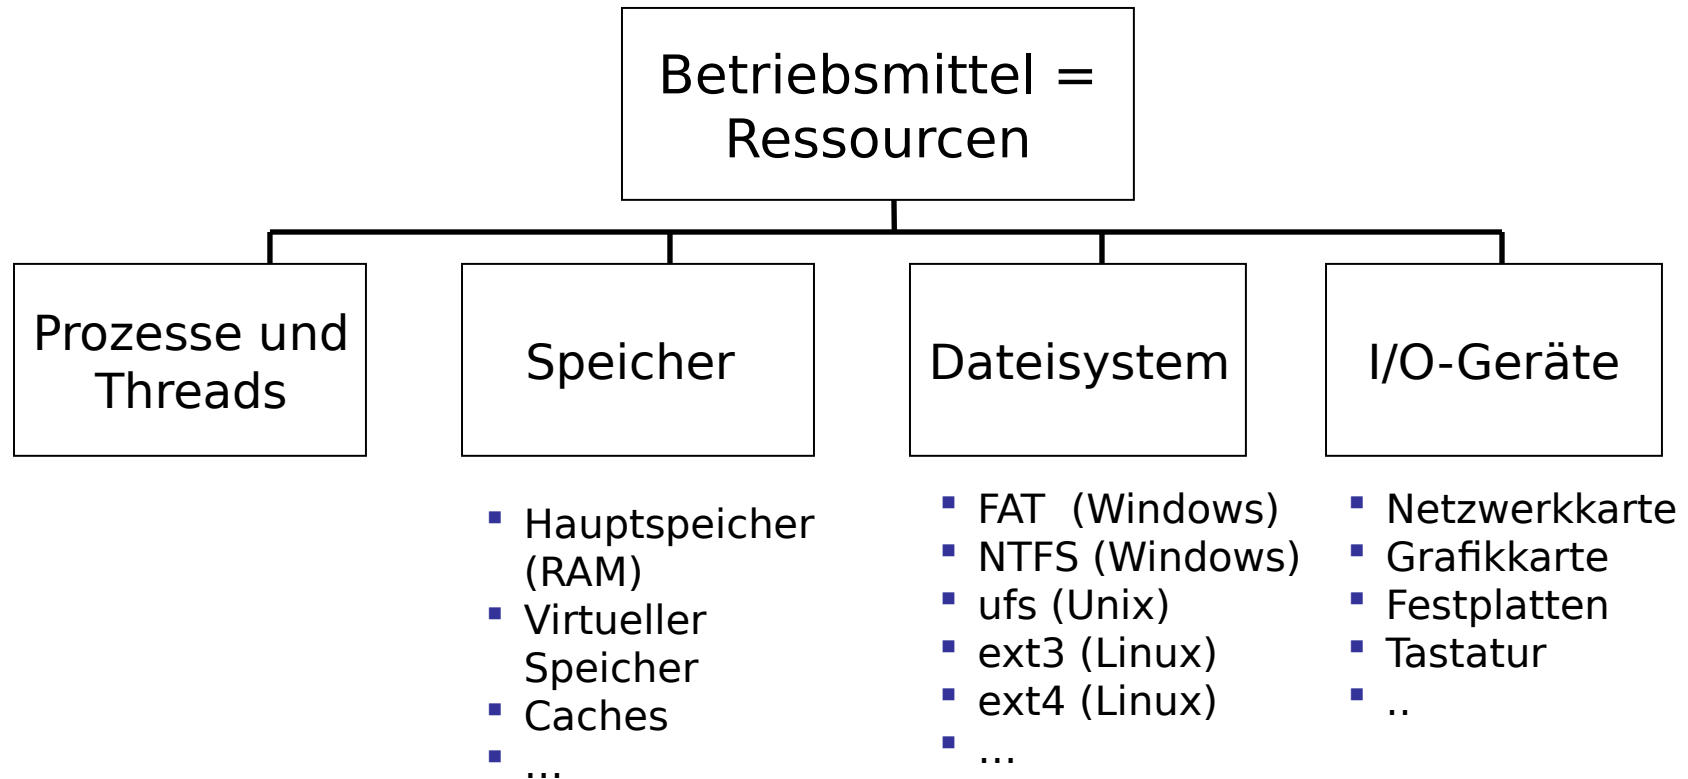 Betriebsmittel =
Ressourcen
Prozesse und
Threads
Speicher
Dateisystem
I/O-Geräte
Hauptspeicher
(RAM)
Virtueller
Speicher
Caches
...
FAT  (Windows)
NTFS (Windows)
ufs (Unix)
ext3 (Linux)
ext4 (Linux)
...
Netzwerkkarte
Grafikkarte
Festplatten
Tastatur
..